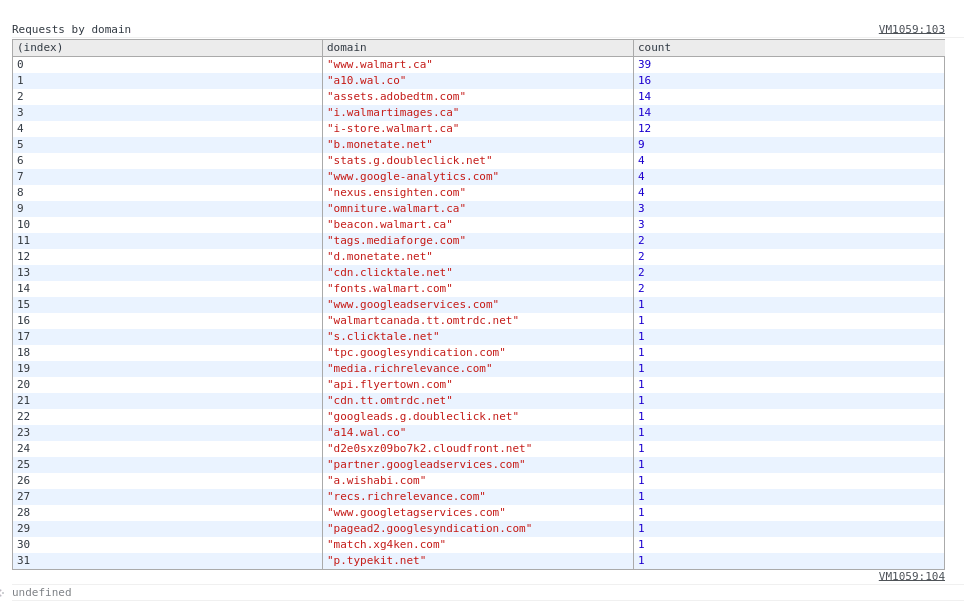 Requests by domain VM1059:103
(index) domain count
0 "www.walmart.ca" 39
1 "a10.wal.co" 16
2 "assets.adobedtm.com" 14
3 "i.walmartimages.ca" 14
4 "i-store.walmart.ca" 12
5 "b.monetate.net" 9
6 "stats.g.doubleclick.net" 4
7 "www.google-analytics.com" 4
8 "nexus.ensighten.com" 4
9 "omniture.walmart.ca" 3
10 "beacon.walmart.ca" 3
11 "tags.mediaforge.com" 2
12 "d.monetate.net" 2
13 "cdn.clicktale.net" 2
14 "fonts.walmart.com" 2
15 "www.googleadservices.com" 1
16 "walmartcanada.tt.omtrdc.net" 1
17 "s.clicktale.net" 1
18 "tpc.googlesyndication.com" 1
19 "media.richrelevance.com" 1
20 "api.flyertown.com" 1
21 "cdn.tt.omtrdc.net" 1
22 "googleads.g.doubleclick.net" 1
23 "a14.wal.co" 1
24 "d2e0sxz09bo7k2.cloudfront.net" 1
25 "partner.googleadservices.com" 1
26 "a.wishabi.com" 1
27 "recs.richrelevance.com" 1
28 "www.googletagservices.com" 1
29 "pagead2.googlesyndication.com" 1
30 "match.xg4ken.com" 1
31 "p.typekit.net" 1
VM1059:104
undefined